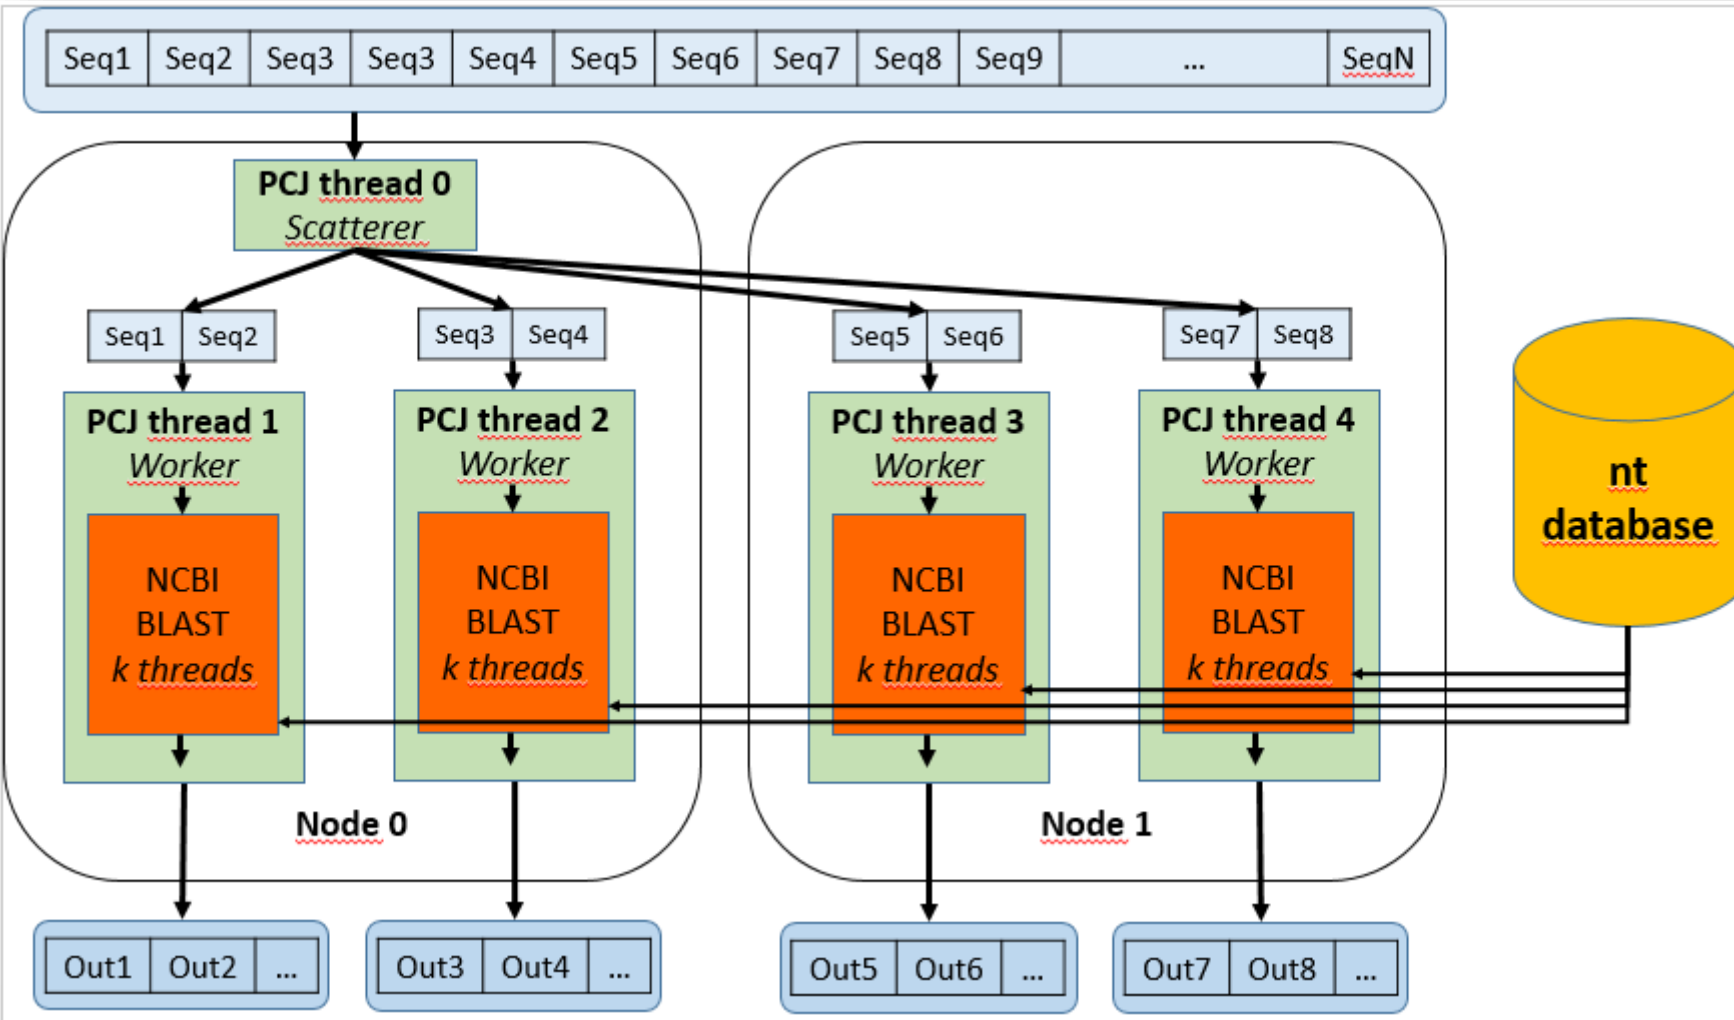 Seq1 Seq2 Seq3 Seq3 Seq4 Seq5 Seq6 Seq7 Seq8 Seq9 ... SeqN
PCJ thread 0
Scatterer
Seq1 Seq2
Seq3 Seq4
Seq5 Seq6
Seq7 Seq8
PCJ thread 1
Worker
NCBI
BLAST
k threads
PCJ thread 2
Worker
NCBI
BLAST
k threads
PCJ thread 3
Worker
NCBI
BLAST
k threads
PCJ thread 4
Worker
NCBI
BLAST
k threads
nt
database
Node 0
Node 1
Out1 Out2 ...
Out3 Out4 ...
Out5 Out6 ...
Out7 Out8 ...